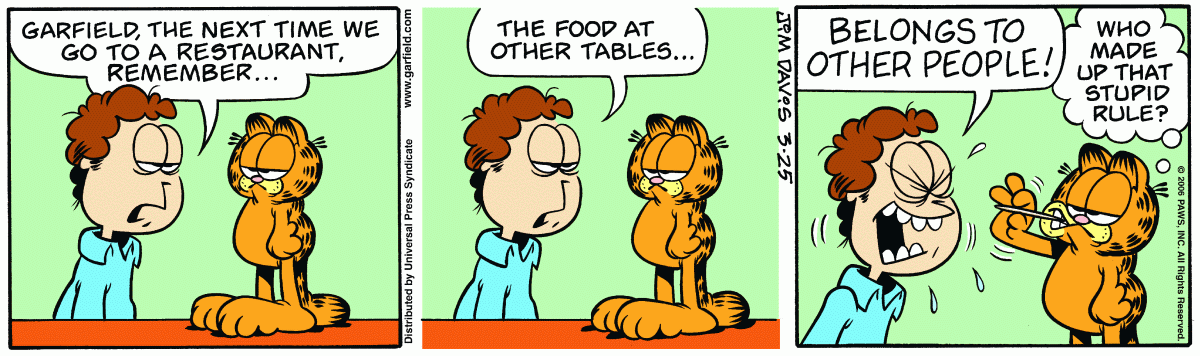 GARFIELD, THE NEXT TIME WE
GO TO A RESTAURANT,
REMEMBER...
www.garfield.com
Distributed by Universal Press Syndicate
THE FOOD AT
OTHER TABLES...
JIM DAVIS 3-25
BELONGS TO
OTHER PEOPLE!
WHO
MADE
UP THAT
STUPID
RULE?
© 2006 PAWS, INC. All Rights Reserved.